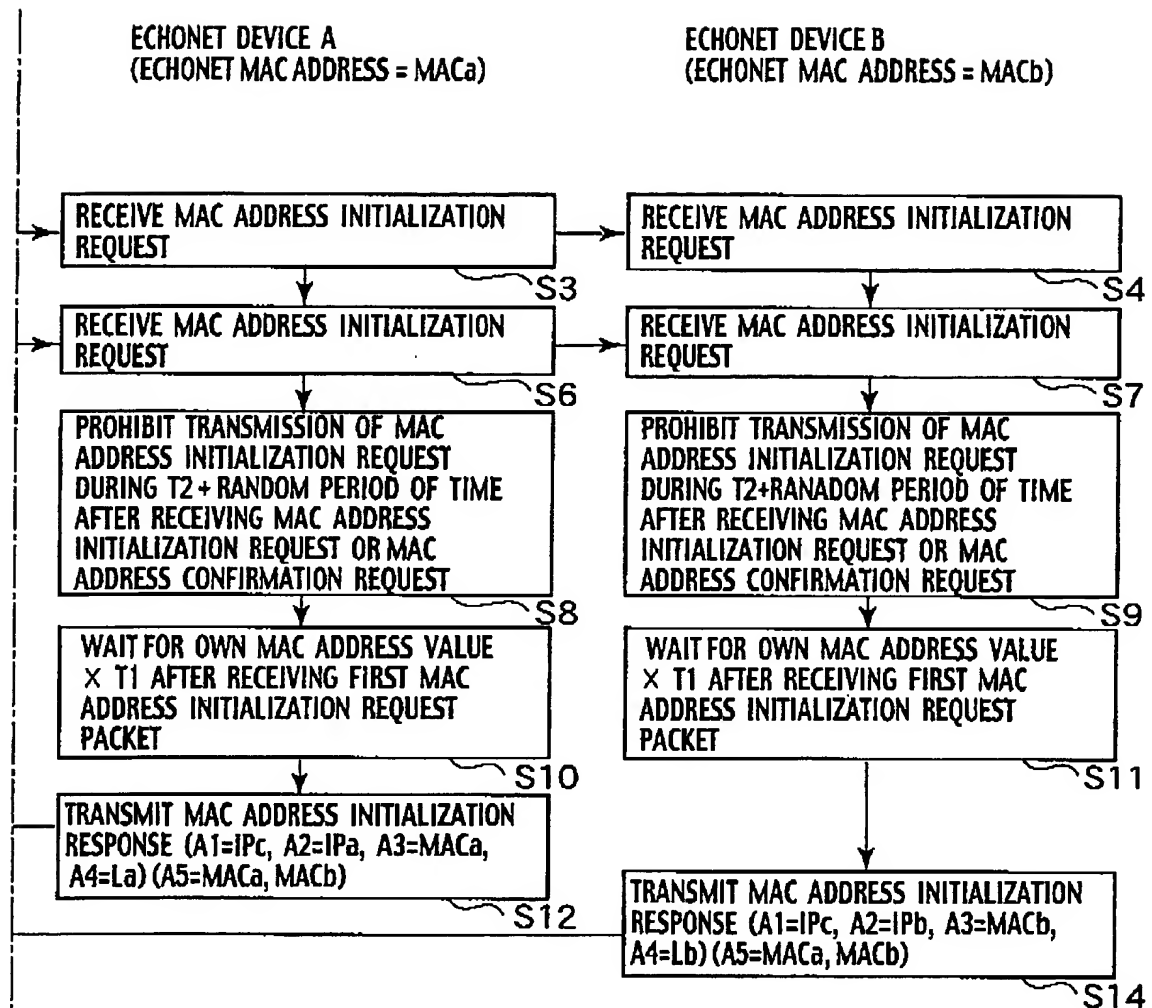 ECHONET DEVICE A
(ECHONET MAC ADDRESS = MACa)
ECHONET DEVICE B
(ECHONET MAC ADDRESS = MACb)
RECEIVE MAC ADDRESS INITIALIZATION
REQUEST
S3
RECEIVE MAC ADDRESS INITIALIZATION
REQUEST
S4
RECEIVE MAC ADDRESS INITIALIZATION
REQUEST
S6
RECEIVE MAC ADDRESS INITIALIZATION
REQUEST
S7
PROHIBIT TRANSMISSION OF MAC
ADDRESS INITIALIZATION REQUEST
DURING T2 + RANDOM PERIOD OF TIME
AFTER RECEIVING MAC ADDRESS
INITIALIZATION REQUEST OR MAC
ADDRESS CONFIRMATION REQUEST
S8
PROHIBIT TRANSMISSION OF MAC
ADDRESS INITIALIZATION REQUEST
DURING T2+RANADOM PERIOD OF TIME
AFTER RECEIVING MAC ADDRESS
INITIALIZATION REQUEST OR MAC
ADDRESS CONFIRMATION REQUEST
S9
WAIT FOR OWN MAC ADDRESS VALUE
× T1 AFTER RECEIVING FIRST MAC
ADDRESS INITIALIZATION REQUEST
PACKET
S10
WAIT FOR OWN MAC ADDRESS VALUE
× T1 AFTER RECEIVING FIRST MAC
ADDRESS INITIALIZATION REQUEST
PACKET
S11
TRANSMIT MAC ADDRESS INITIALIZATION
RESPONSE (A1=IPc, A2=IPa, A3=MACa,
A4=La) (A5=MACa, MACb)
S12
TRANSMIT MAC ADDRESS INITIALIZATION
RESPONSE (A1=IPc, A2=IPb, A3=MACb,
A4=Lb) (A5=MACa, MACb)
S14